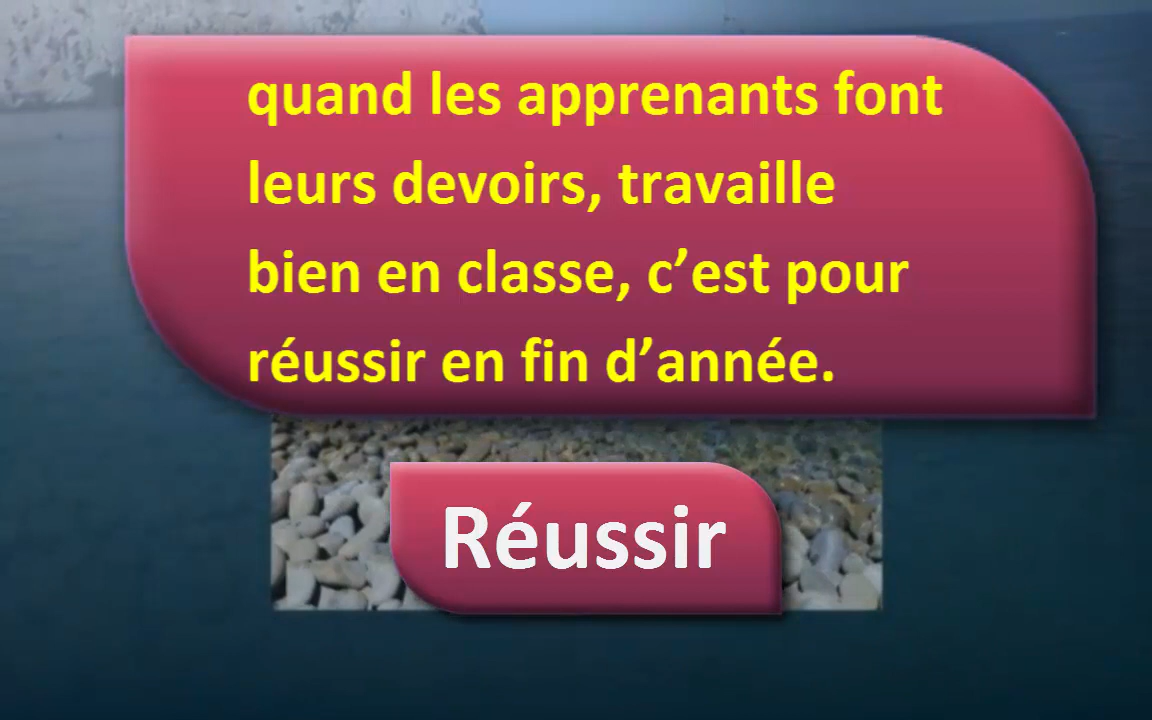 quand les apprenants font
leurs devoirs, travaille
bien en classe, c’est pour
réussir en fin d’année.
Réussir